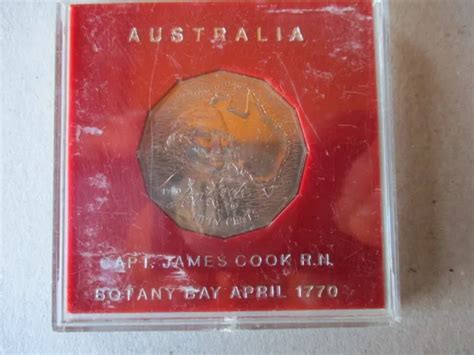 AUSTRALIA
CAPT. JAMES COOK R.N.
BOTANY BAY APRIL 1770